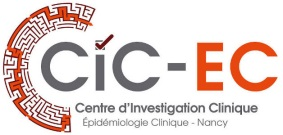 CIC-EC
Centre d'Investigation Clinique
Épidémiologie Clinique - Nancy